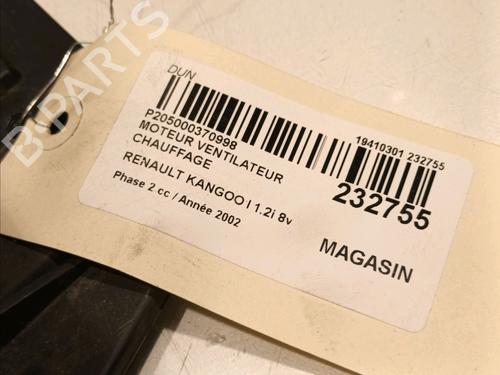 DUN
P205000370998
19410301 232755
MOTEUR VENTILATEUR
CHAUFFAGE
232755
RENAULT KANGOO I 1.2i 8v
Phase 2 cc / Année 2002
MAGASIN
B-PARTS